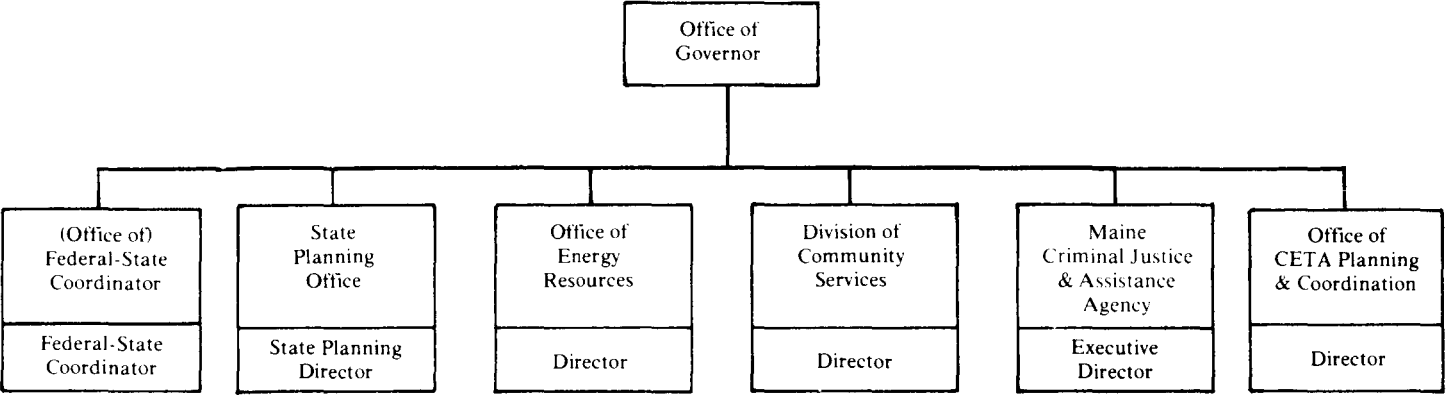 Office of
Governor
(Office of)
Federal-State
Coordinator
Federal-State
Coordinator
State
Planning
Office
State Planning
Director
Office of
Energy
Resources
Director
Division of
Community
Services
Director
Maine
Criminal Justice
& Assistance
Agency
Executive
Director
Office of
CETA Planning
& Coordination
Director